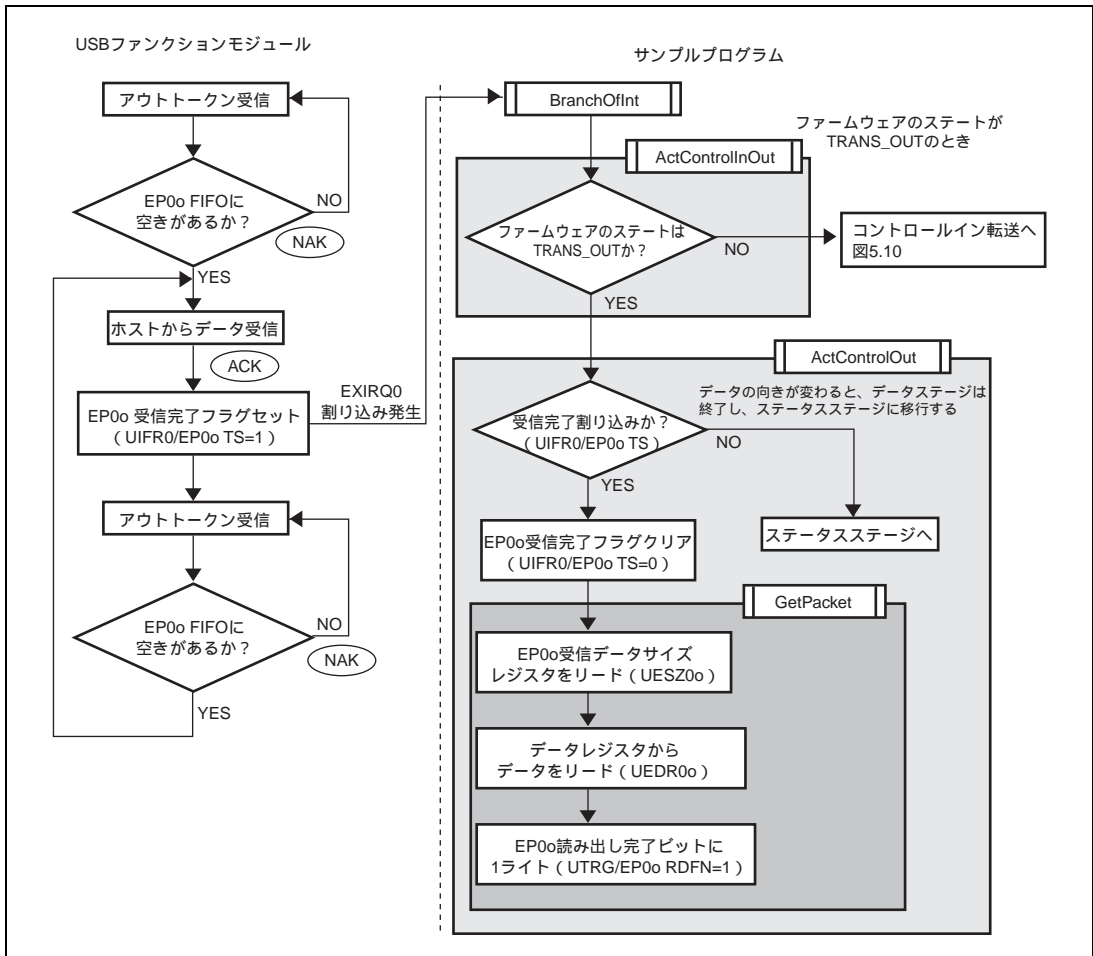 USBファンクションモジュール
アウトトークン受信
EP0o FIFOに
空きがあるか？
NO
NAK
YES
ホストからデータ受信
ACK
EP0o 受信完了フラグセット
（UIFR0/EP0o TS=1）
EXIRQ0
割り込み発生
アウトトークン受信
EP0o FIFOに
空きがあるか？
NO
NAK
YES
サンプルプログラム
BranchOfInt
ファームウェアのステートが
TRANS_OUTのとき
ActControlInOut
ファームウェアのステートは
TRANS_OUTか？
NO
コントロールイン転送へ
図5.10
YES
ActControlOut
データの向きが変わると、データステージは
終了し、ステータスステージに移行する
受信完了割り込みか？
（UIFR0/EP0o TS）
NO
YES
ステータスステージへ
EP0o受信完了フラグクリア
（UIFR0/EP0o TS=0）
GetPacket
EP0o受信データサイズ
レジスタをリード（UESZ0o）
データレジスタから
データをリード（UEDR0o）
EP0o読み出し完了ビットに
1ライト（UTRG/EP0o RDFN=1）